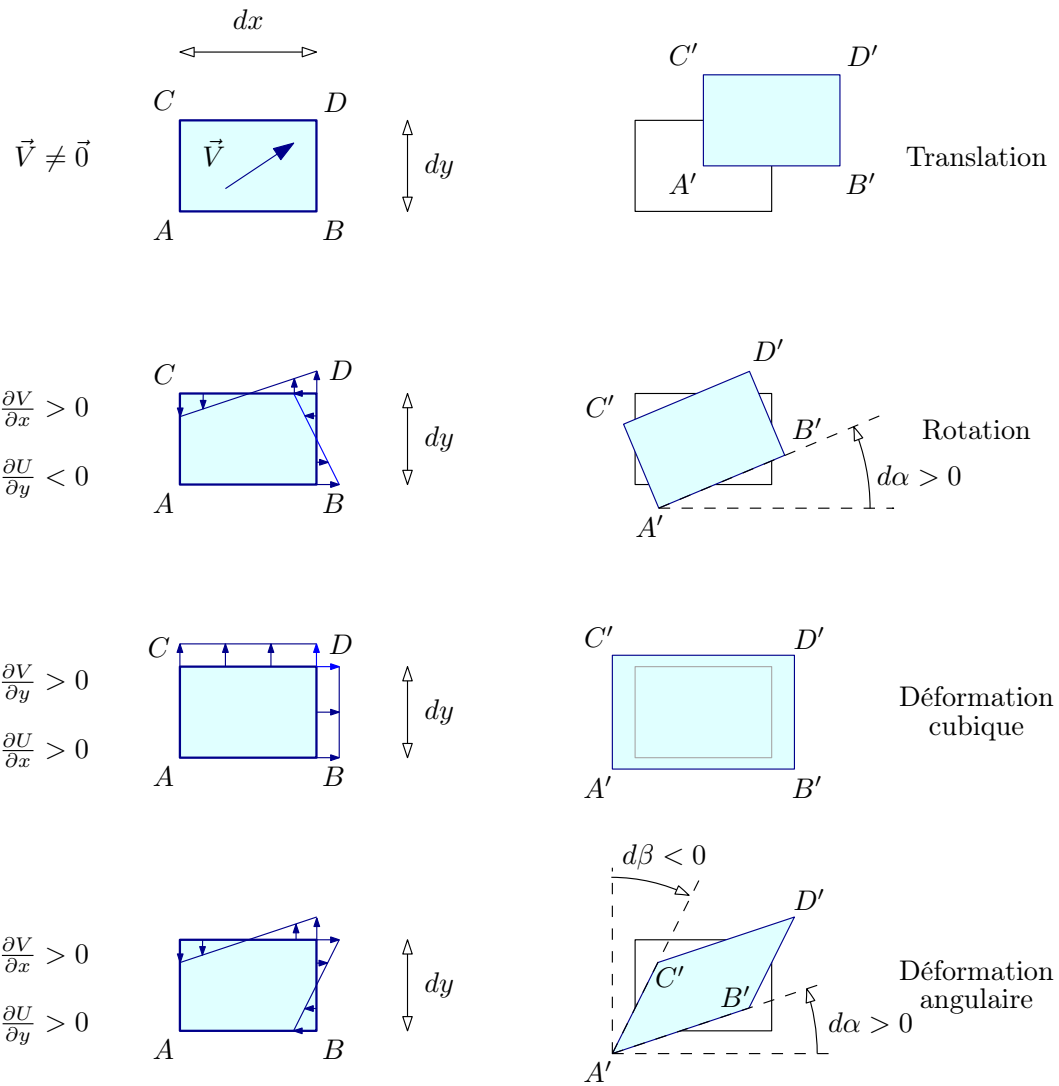 dx
C D C′ D′
V⃗ ≠ 0⃗ V⃗ dy Translation
A′ B′
A B
D′
C D
C′
∂V/∂x > 0 B′ Rotation
dy
∂U/∂y < 0 dα > 0
A B
A′
C D C′ D′
∂V/∂y > 0 Déformation
dy cubique
∂U/∂x > 0
A B A′ B′
dβ < 0
D′
∂V/∂x > 0 C′ Déformation
dy B′ angulaire
∂U/∂y > 0 dα > 0
A B
A′